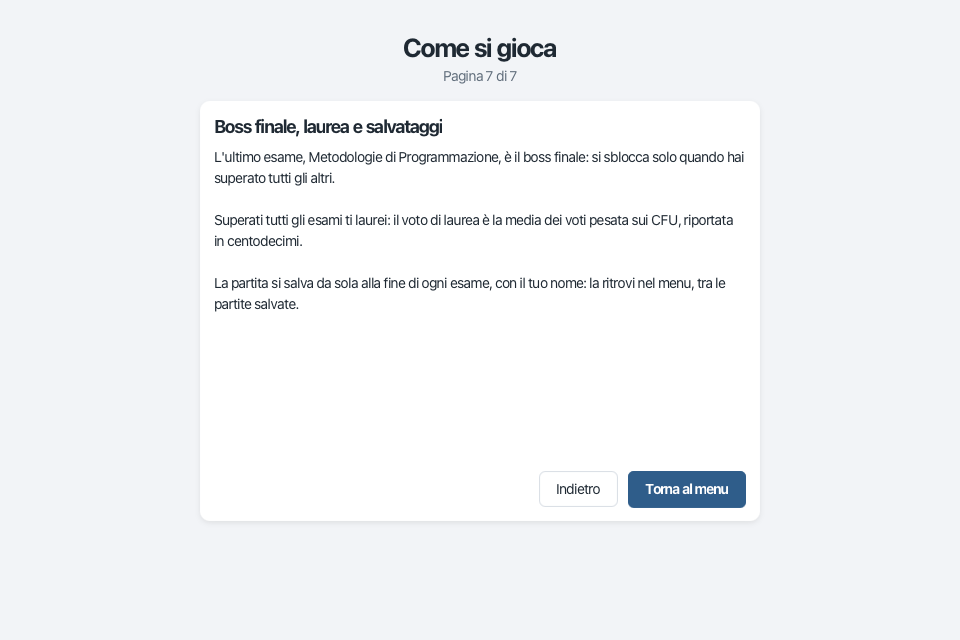 Come si gioca
Pagina 7 di 7
Boss finale, laurea e salvataggi
L'ultimo esame, Metodologie di Programmazione, è il boss finale: si sblocca solo quando hai
superato tutti gli altri.
Superati tutti gli esami ti laurei: il voto di laurea è la media dei voti pesata sui CFU, riportata
in centodecimi.
La partita si salva da sola alla fine di ogni esame, con il tuo nome: la ritrovi nel menu, tra le
partite salvate.
Indietro
Torna al menu